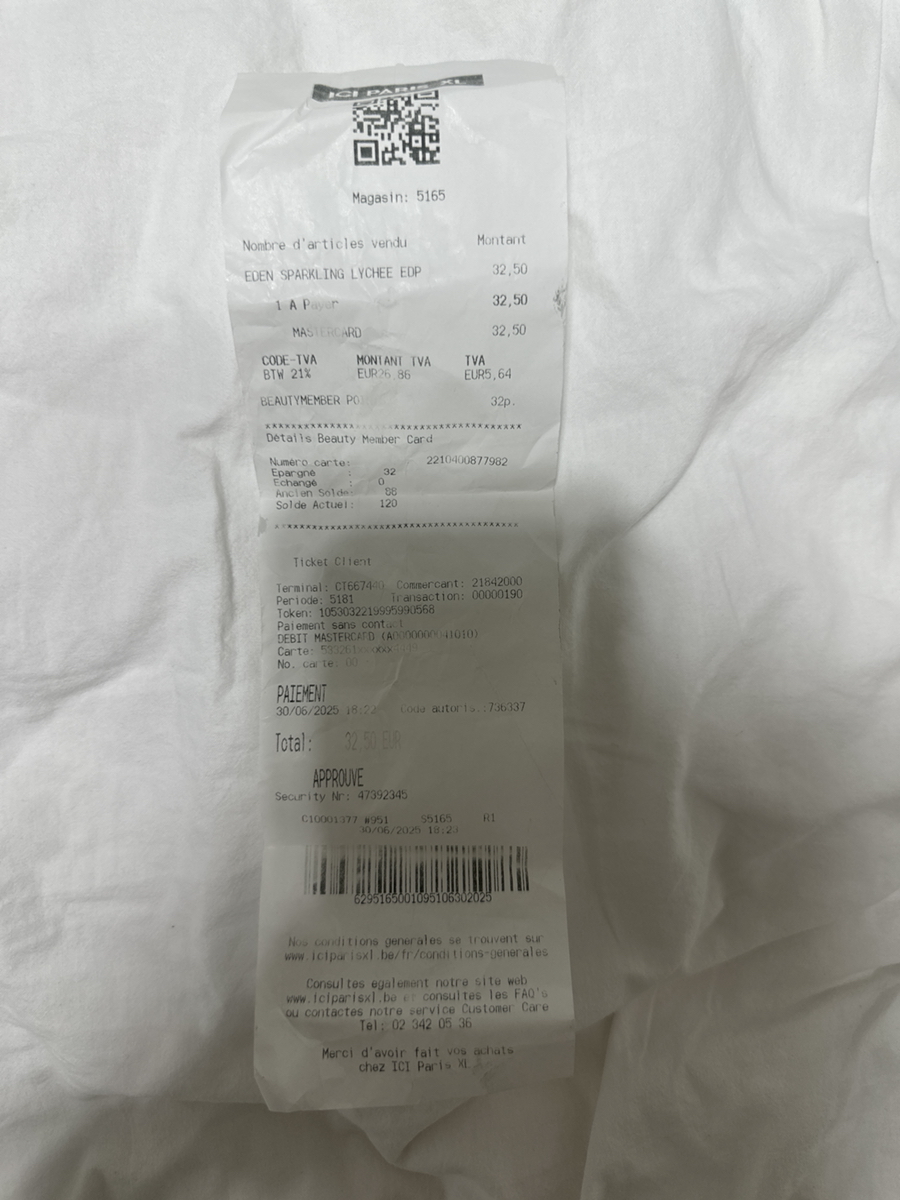 ICI PARIS XL
Magasin: 5165
Nombre d'articles vendu Montant
EDEN SPARKLING LYCHEE EDP 32,50
1 A Payer 32,50
MASTERCARD 32,50
CODE-TVA MONTANT TVA TVA
BTW 21% EUR26,86 EUR5,64
BEAUTYMEMBER 32p.
xxxxxxxxxxxxxxxxxxxxxxxxxxxxxxxxxxxxxxxx
Détails Beauty Member Card
Numéro carte: 2210400877982
Epargné : 32
Echangé : 0
Ancien Solde: 88
Solde Actuel: 120
xxxxxxxxxxxxxxxxxxxxxxxxxxxxxxxxxxxxxxxx
Ticket Client
Terminal: Commercant: 21842000
Periode: 5181 Transaction: 00000190
Token: 1053032219995990568
Paiement sans contact
DEBIT MASTERCARD
Carte:
No. carte:
PAIEMENT
30/06/2025 Code autoris.:736337
Total: 32,50 EUR
APPROUVE
Security Nr: 47392345
C10001377 #951 S5165 R1
30/06/2025 18:23
6295165001095106302025
Nos conditions generales se trouvent sur
www.iciparisxl.be/fr/conditions-generales
Consultes egalement notre site web
www.iciparisxl.be et consultes les FAQ's
ou contactes notre service Customer Care
Tel: 02 342 05 36
Merci d'avoir fait vos achats
chez ICI Paris XL